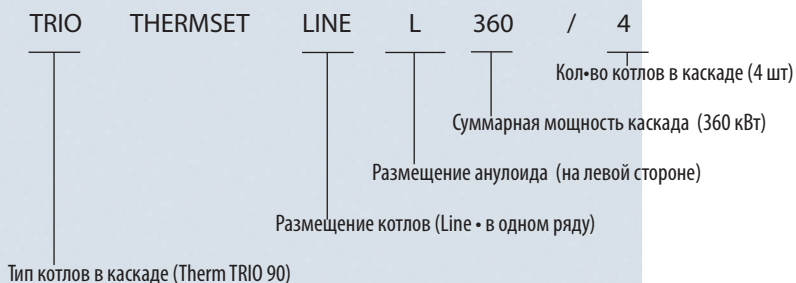 TRIO THERMSET LINE L 360 / 4
Кол•во котлов в каскаде (4 шт)
Суммарная мощность каскада (360 кВт)
Размещение анулоида (на левой стороне)
Размещение котлов (Line • в одном ряду)
Тип котлов в каскаде (Therm TRIO 90)